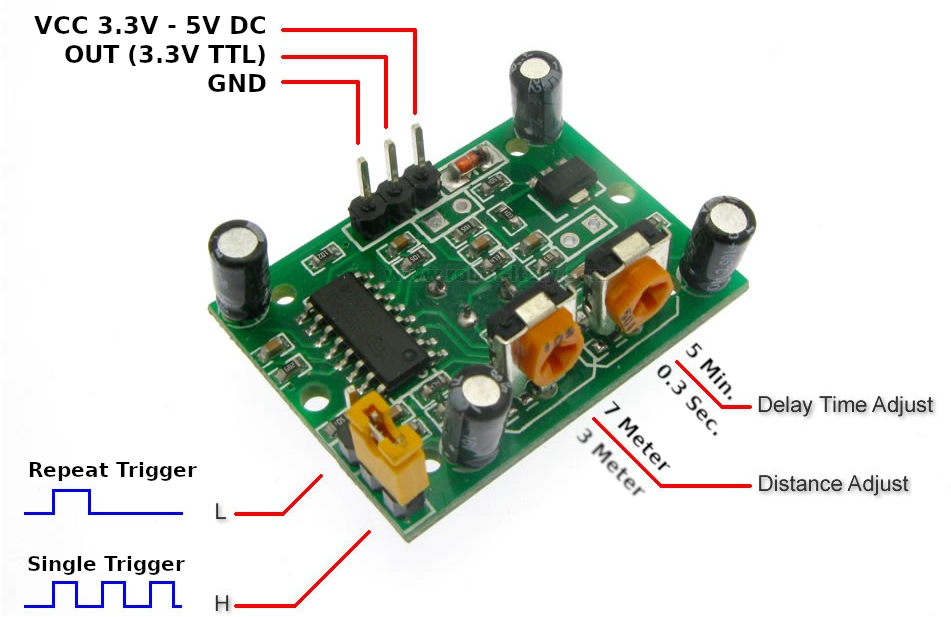 VCC 3.3V - 5V DC
OUT (3.3V TTL)
GND
5 Min.
0.3 Sec.
Delay Time Adjust
7 Meter
3 Meter
Distance Adjust
Repeat Trigger
L
Single Trigger
H